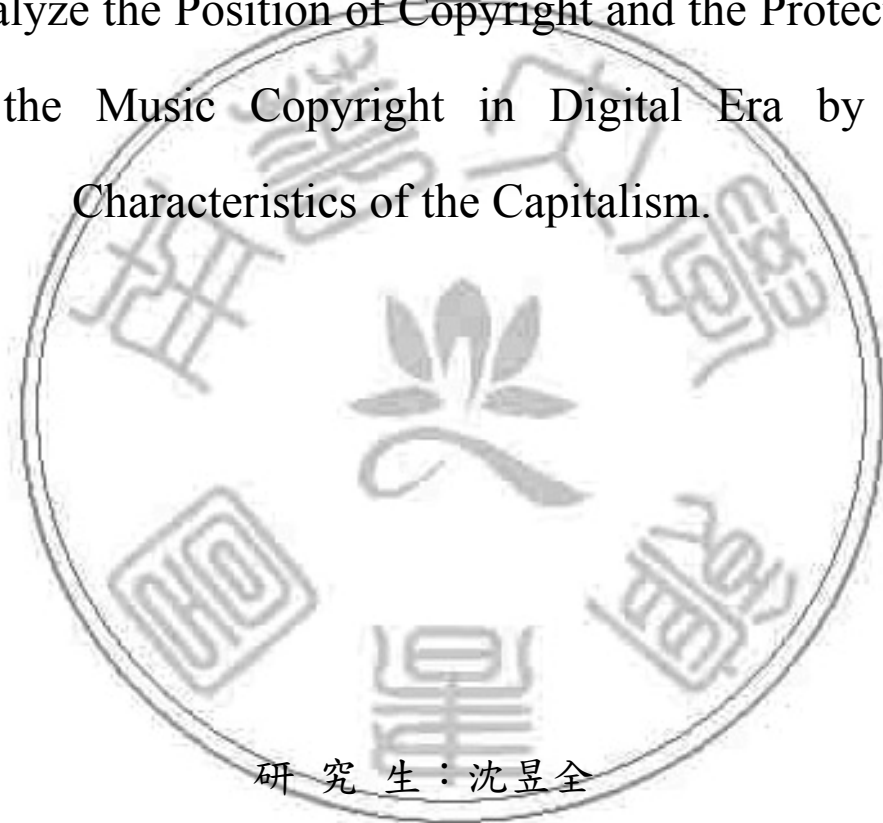 alyze the Position of Copyright and the Protec
the Music Copyright in Digital Era by
Characteristics of the Capitalism.
研 究 生：沈昱全